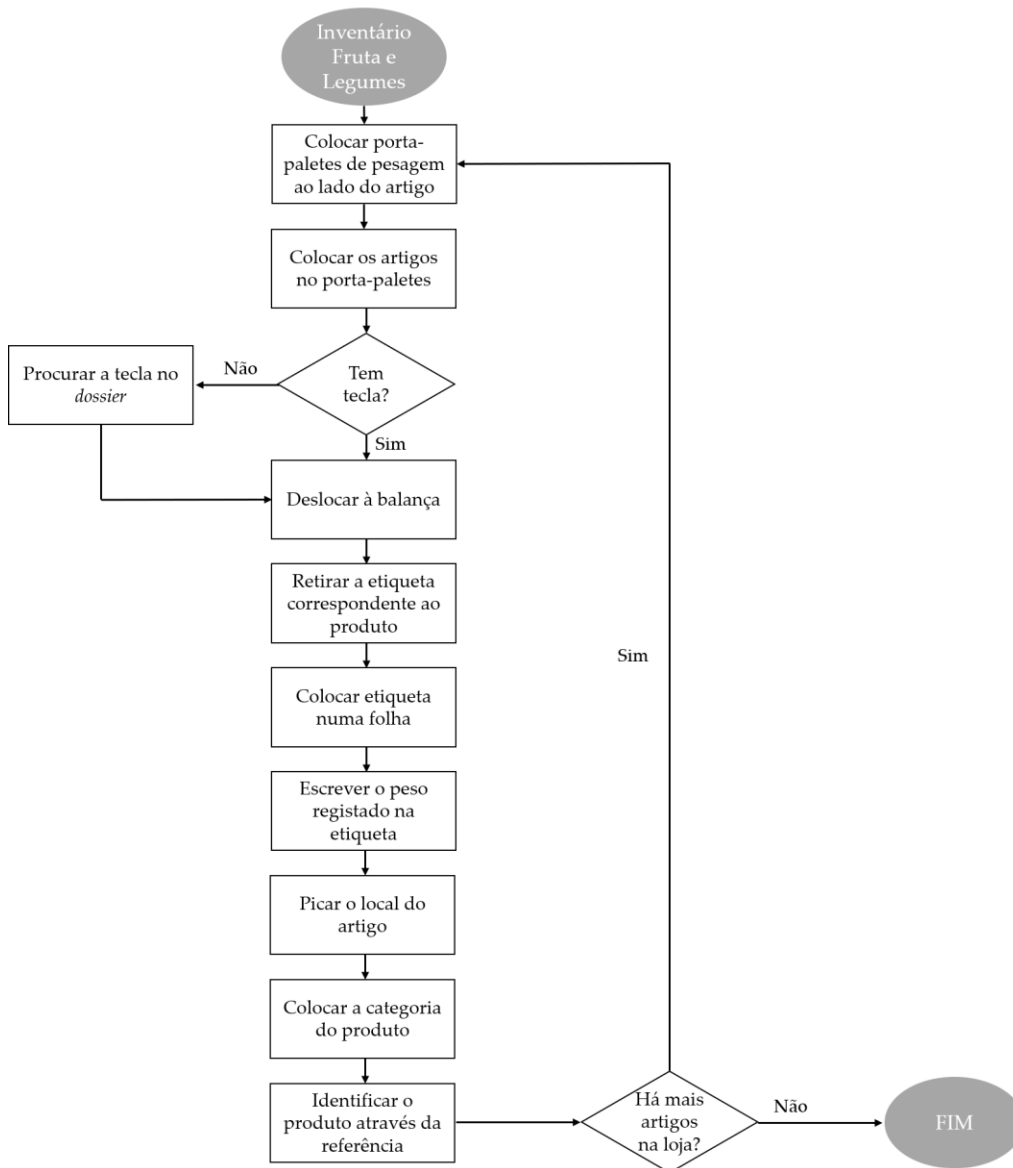 Inventário
Fruta e
Legumes
Colocar porta-
paletes de pesagem
ao lado do artigo
Colocar os artigos
no porta-paletes
Procurar a tecla no
dossier
Não
Tem
tecla?
Sim
Deslocar à balança
Retirar a etiqueta
correspondente ao
produto
Sim
Colocar etiqueta
numa folha
Escrever o peso
registado na
etiqueta
Picar o local do
artigo
Colocar a categoria
do produto
Identificar o
produto através da
referência
Há mais
artigos
na loja?
Não
FIM